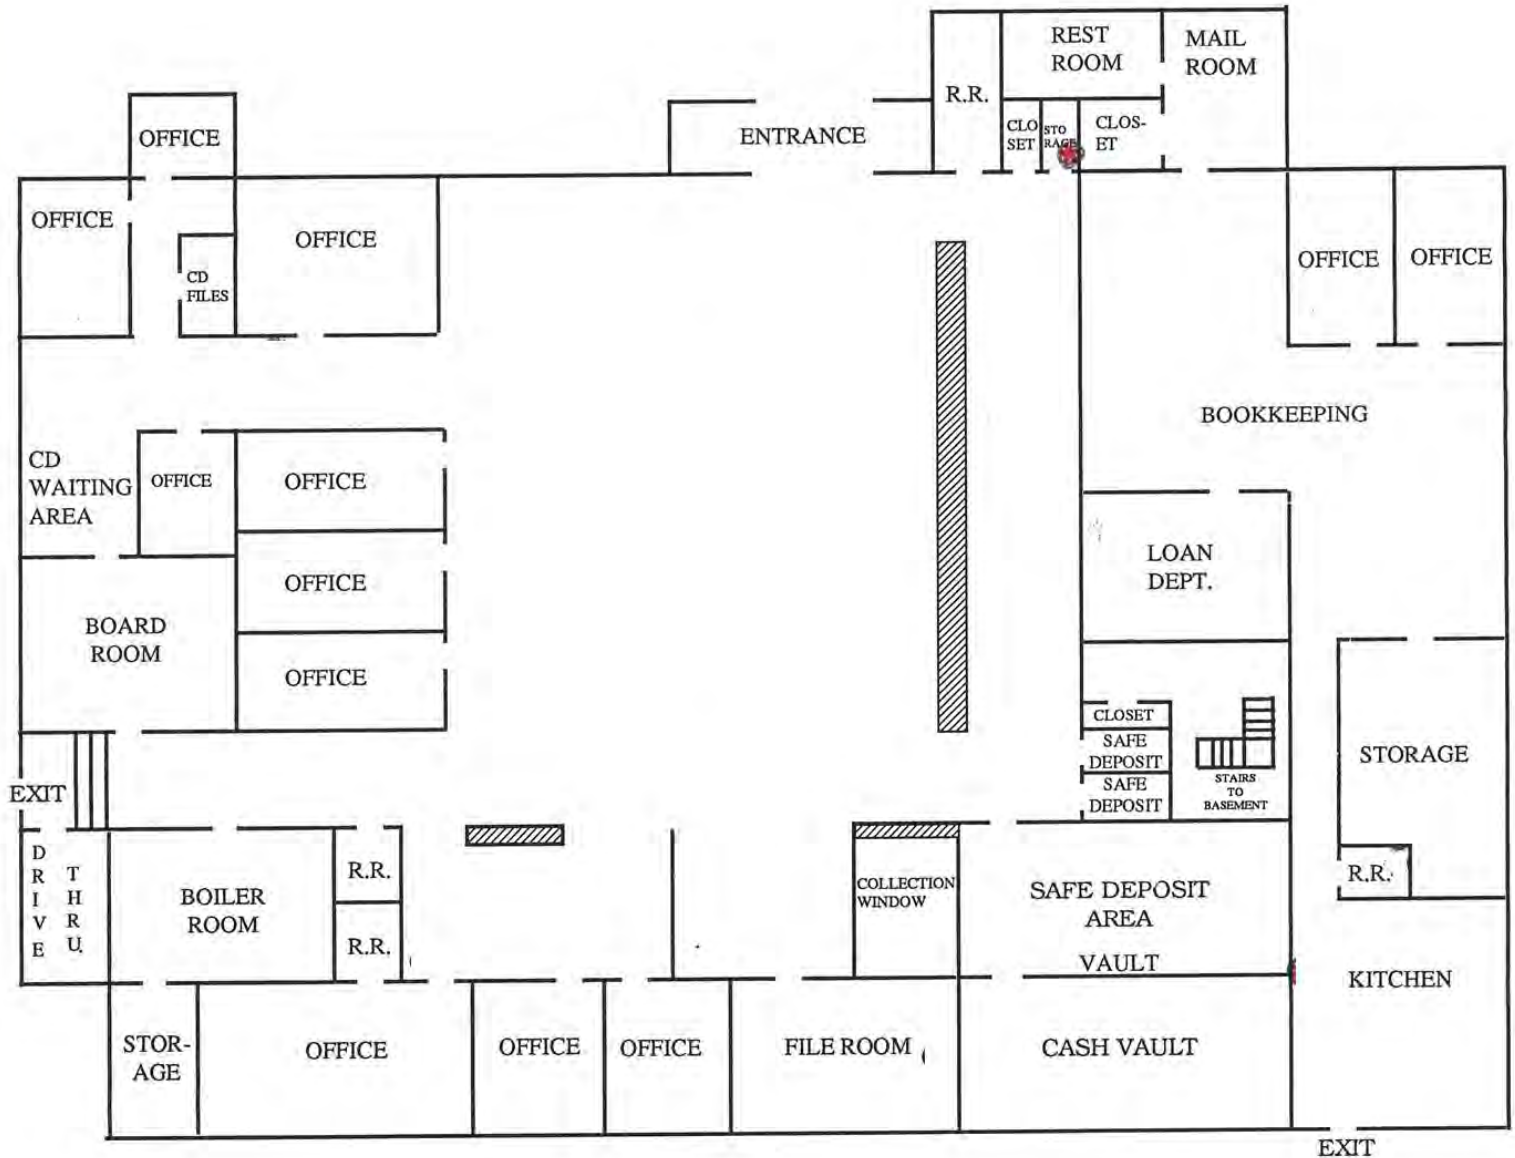 REST
ROOM
MAIL
ROOM
R.R.
OFFICE
ENTRANCE
CLO
SET
STO
RAGE
CLOS-
ET
OFFICE
OFFICE
CD
FILES
OFFICE
OFFICE
BOOKKEEPING
CD
WAITING
AREA
OFFICE
OFFICE
LOAN
DEPT.
OFFICE
BOARD
ROOM
OFFICE
CLOSET
SAFE
DEPOSIT
SAFE
DEPOSIT
STAIRS
TO
BASEMENT
STORAGE
EXIT
DRIVE
THRU.
BOILER
ROOM
R.R.
R.R.
COLLECTION
WINDOW
SAFE DEPOSIT
AREA
VAULT
R.R.
KITCHEN
STOR-
AGE
OFFICE
OFFICE
OFFICE
FILE ROOM
CASH VAULT
EXIT